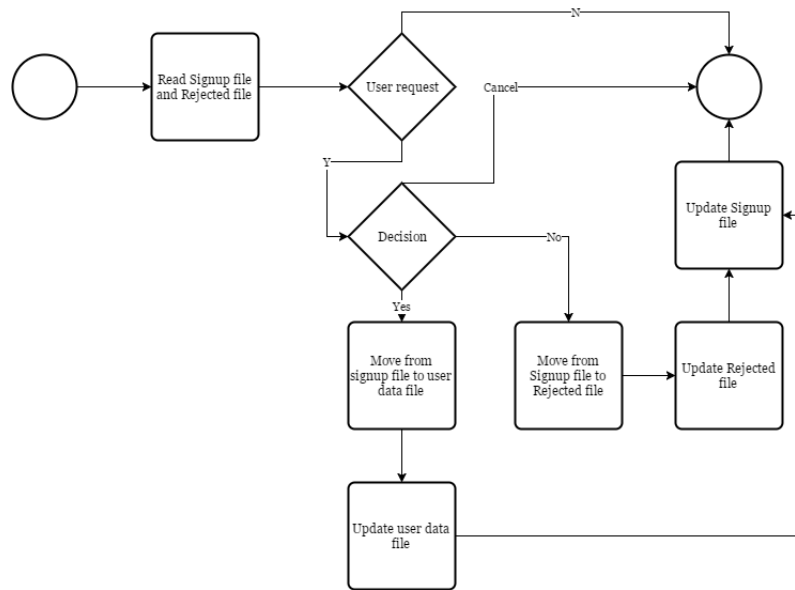 N
Read Signup file
and Rejected file
User request
Cancel
Y
Update Signup
file
Decision
No
Yes
Move from
signup file to user
data file
Move from
Signup file to
Rejected file
Update Rejected
file
Update user data
file